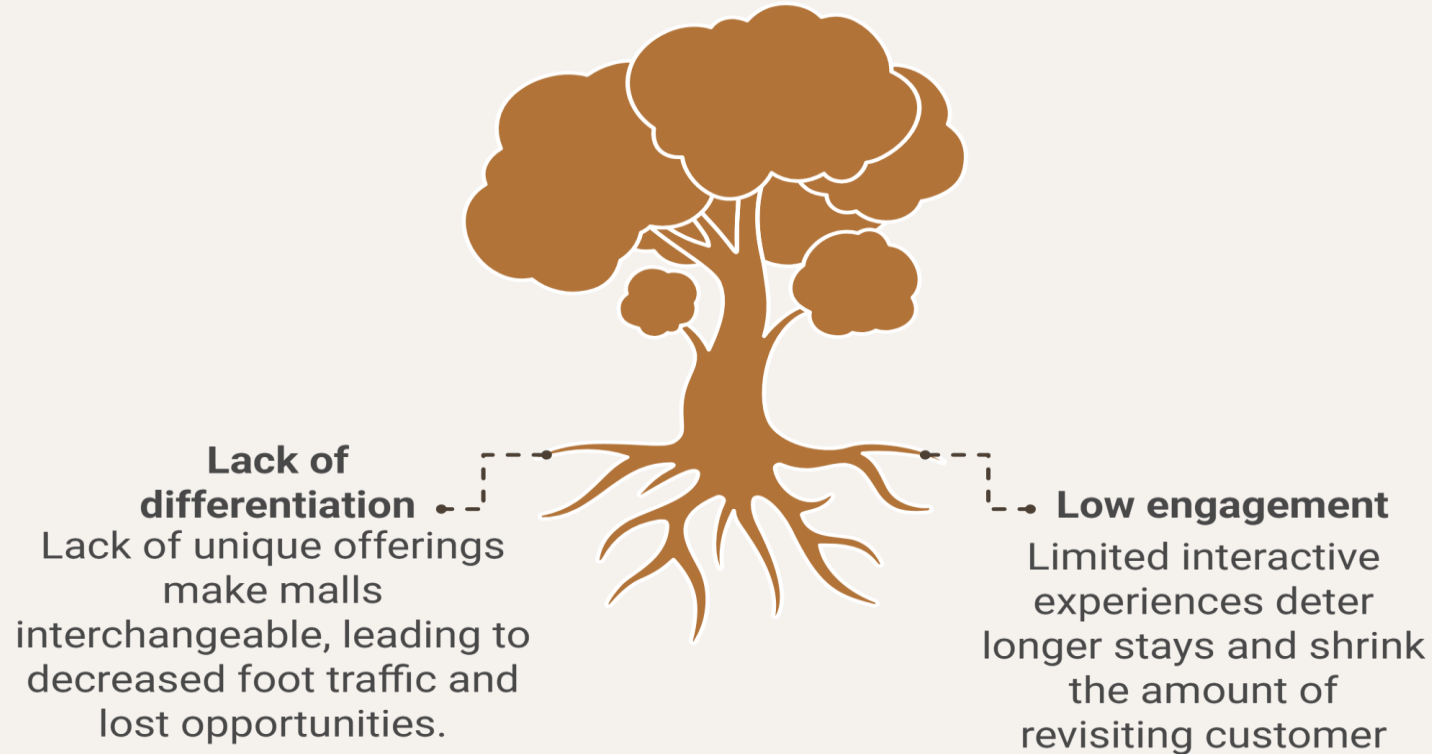 Lack of
differentiation
Lack of unique offerings
make malls
interchangeable, leading to
decreased foot traffic and
lost opportunities.
Low engagement
Limited interactive
experiences deter
longer stays and shrink
the amount of
revisiting customer